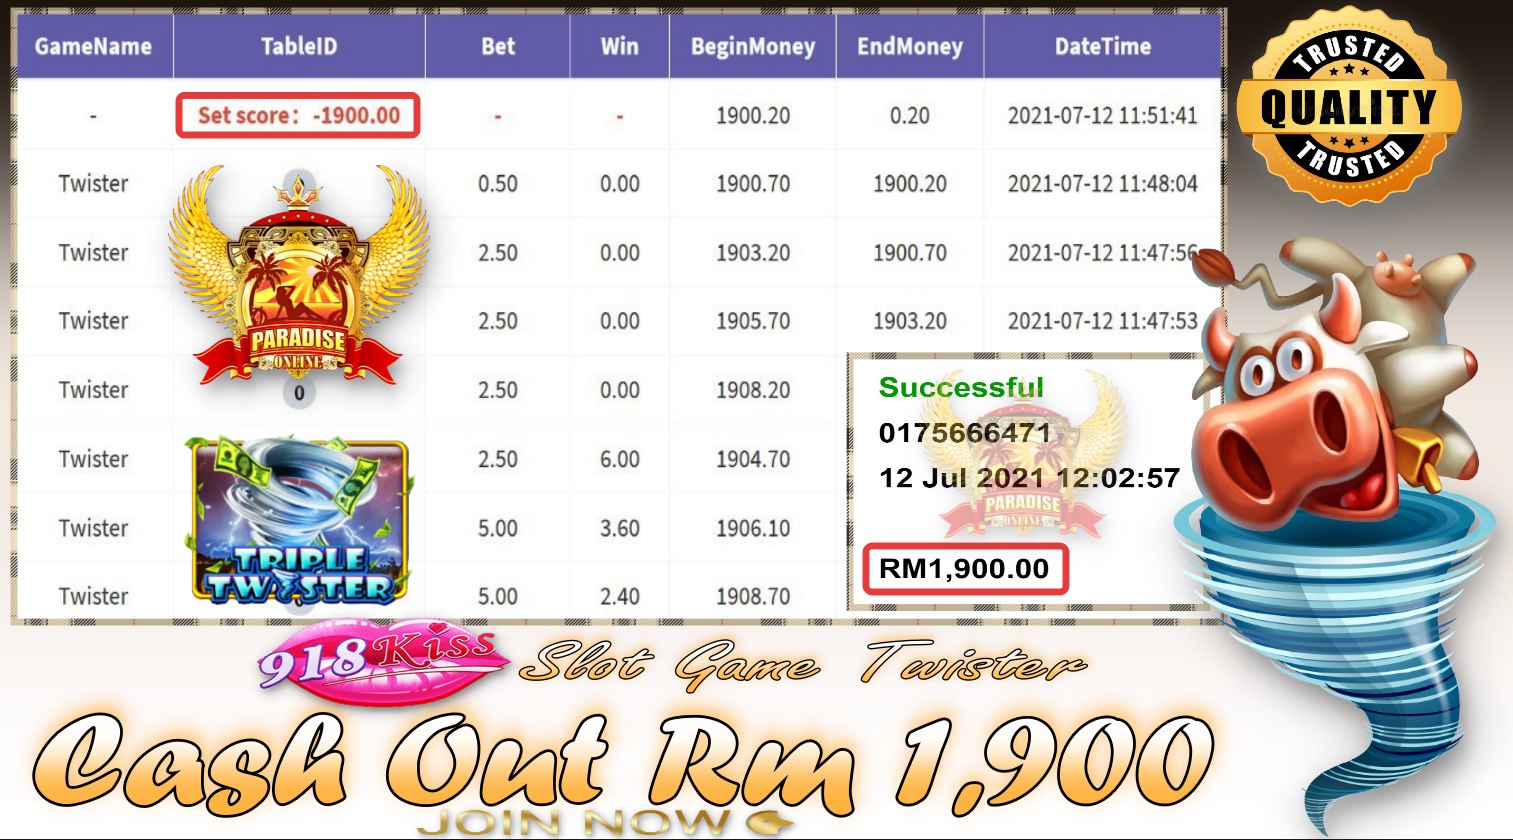 GameName TableID Bet Win BeginMoney EndMoney DateTime
- Set score: -1900.00 - - 1900.20 0.20 2021-07-12 11:51:41
Twister 0.50 0.00 1900.70 1900.20 2021-07-12 11:48:04
Twister 2.50 0.00 1903.20 1900.70 2021-07-12 11:47:56
Twister 2.50 0.00 1905.70 1903.20 2021-07-12 11:47:53
Twister 0 2.50 0.00 1908.20
Twister 2.50 6.00 1904.70
Twister 5.00 3.60 1906.10
Twister 5.00 2.40 1908.70
PARADISE
ONLINE
TRIPLE
TWISTER
Successful
0175666471
12 Jul 2021 12:02:57
PARADISE
ONLINE
RM1,900.00
TRUSTED
QUALITY
TRUSTED
918Kiss Slot Game Twister
Cash Out Rm 1,900
JOIN NOW